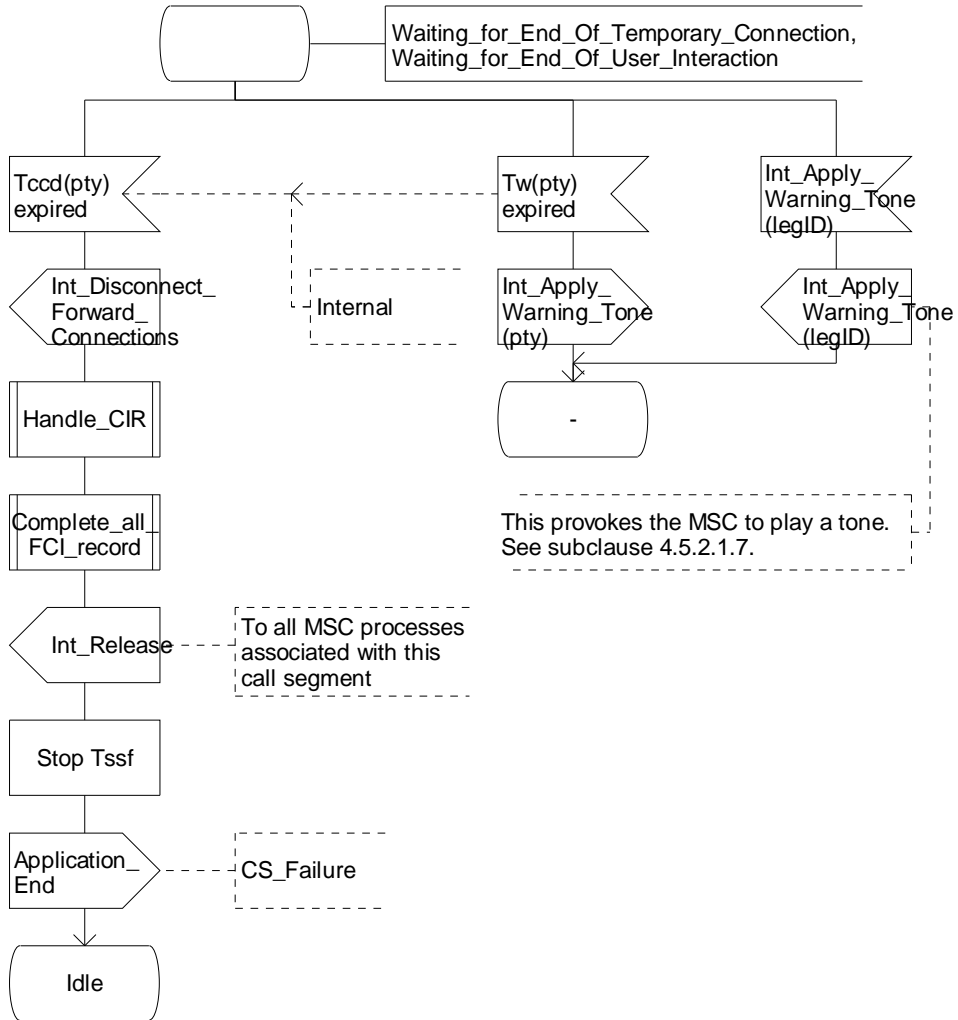 Waiting_for_End_Of_Temporary_Connection,
Waiting_for_End_Of_User_Interaction
Tccd(pty)
expired
Tw(pty)
expired
Int_Apply_
Warning_Tone
(legID)
Int_Disconnect_
Forward_
Connections
Internal
Int_Apply_
Warning_Tone
(pty)
Int_Apply_
Warning_Tone
(legID)
Handle_CIR
-
Complete_all_
FCI_record
This provokes the MSC to play a tone.
See subclause 4.5.2.1.7.
Int_Release
To all MSC processes
associated with this
call segment
Stop Tssf
Application_
End
CS_Failure
Idle